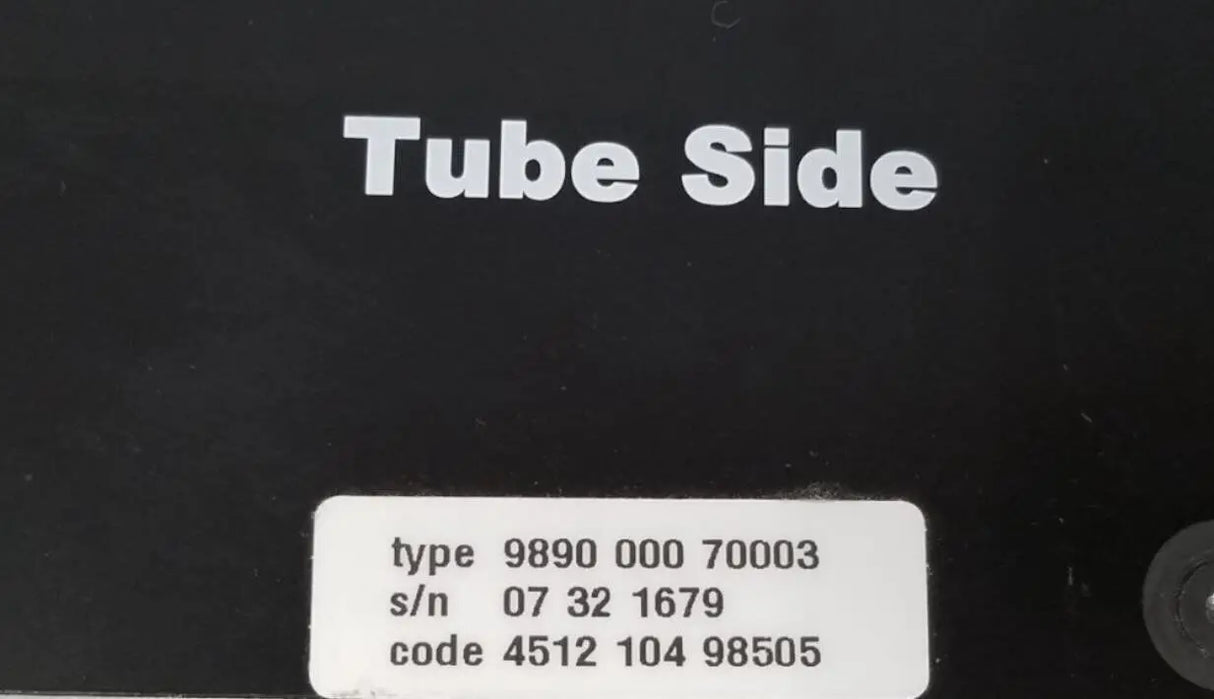 Tube Side
type 9890 000 70003
s/n 07 32 1679
code 4512 104 98505